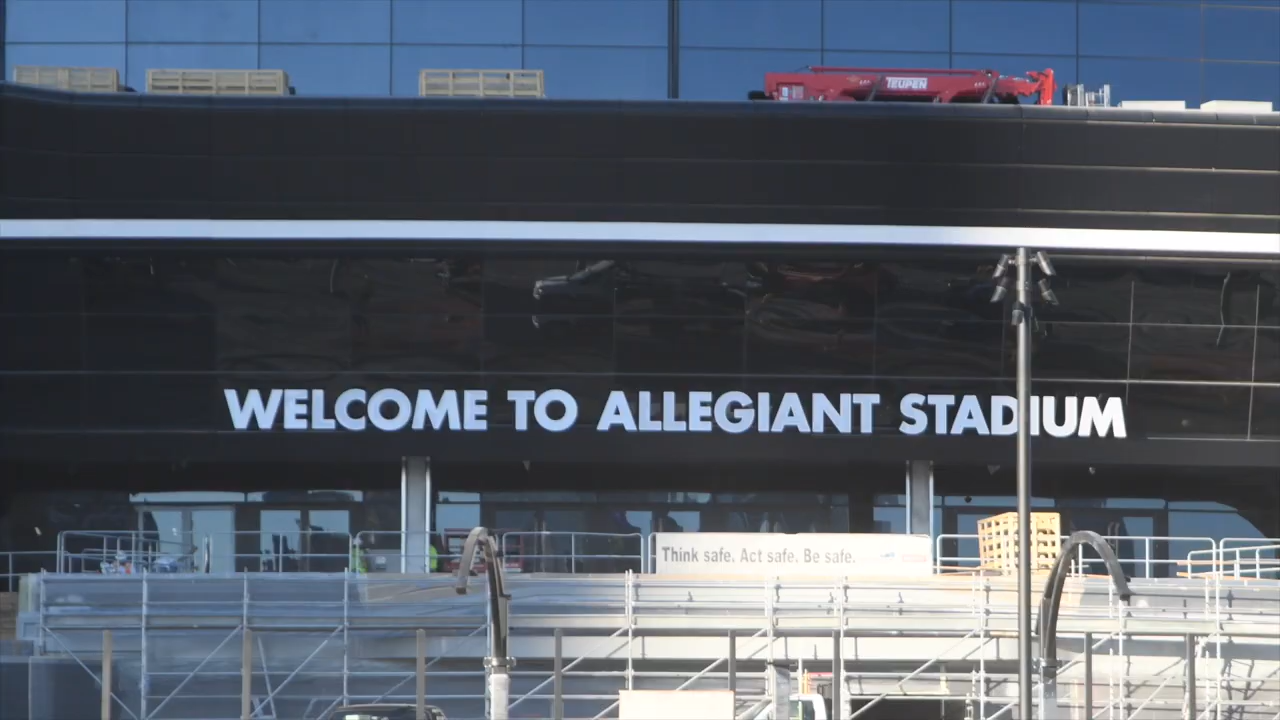 TEUPEN
WELCOME TO ALLEGIANT STADIUM
Think safe. Act safe. Be safe.